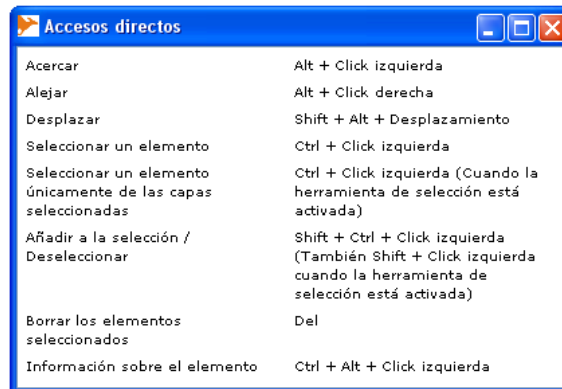 Accesos directos
Acercar Alt + Click izquierda
Alejar Alt + Click derecha
Desplazar Shift + Alt + Desplazamiento
Seleccionar un elemento Ctrl + Click izquierda
Seleccionar un elemento Ctrl + Click izquierda (Cuando la
únicamente de las capas herramienta de selección está
seleccionadas activada)
Añadir a la selección / Shift + Ctrl + Click izquierda
Deseleccionar (También Shift + Click izquierda
cuando la herramienta de
selección está activada)
Borrar los elementos Del
seleccionados
Información sobre el elemento Ctrl + Alt + Click izquierda